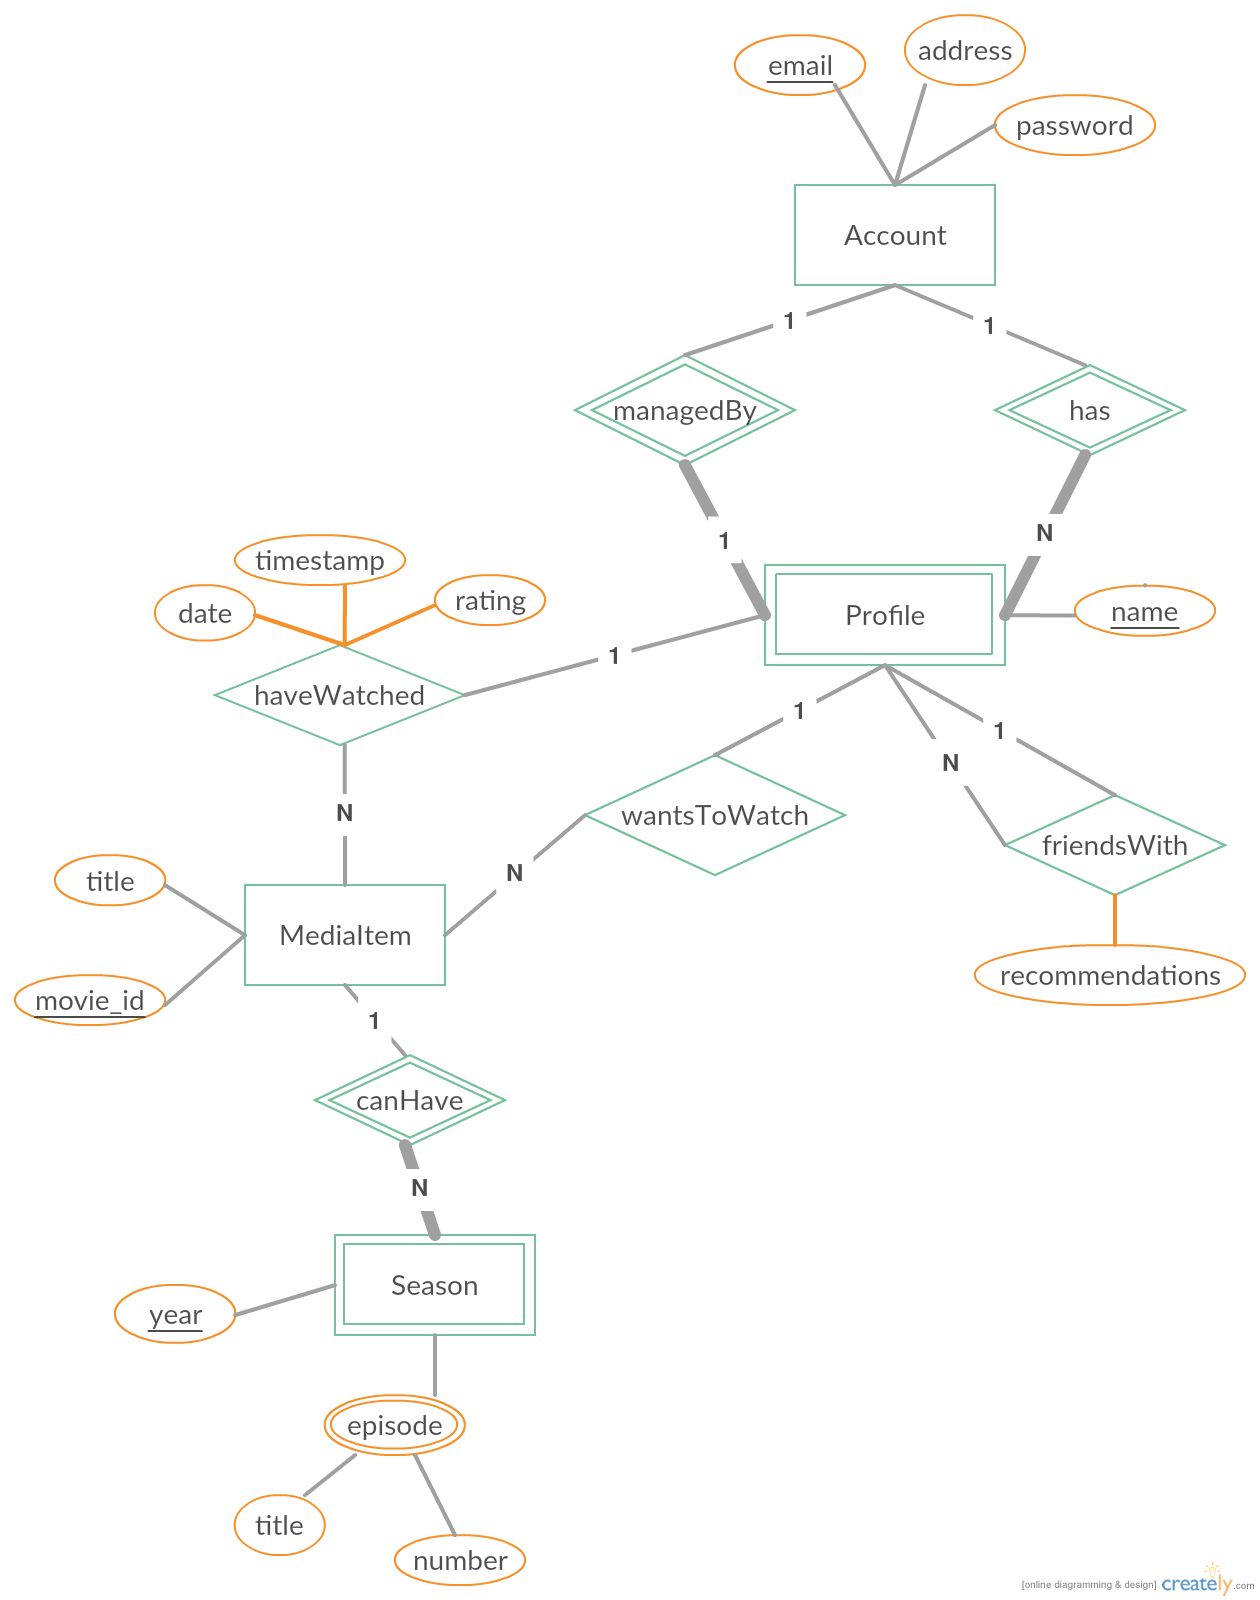 address
email
password
Account
1
1
managedBy
has
1
N
timestamp
rating
date
name
Profile
1
haveWatched
1
1
N
N
wantsToWatch
friendsWith
N
title
MediaItem
recommendations
movie_id
1
canHave
N
Season
year
episode
title
number
[online diagramming & design] creately.com